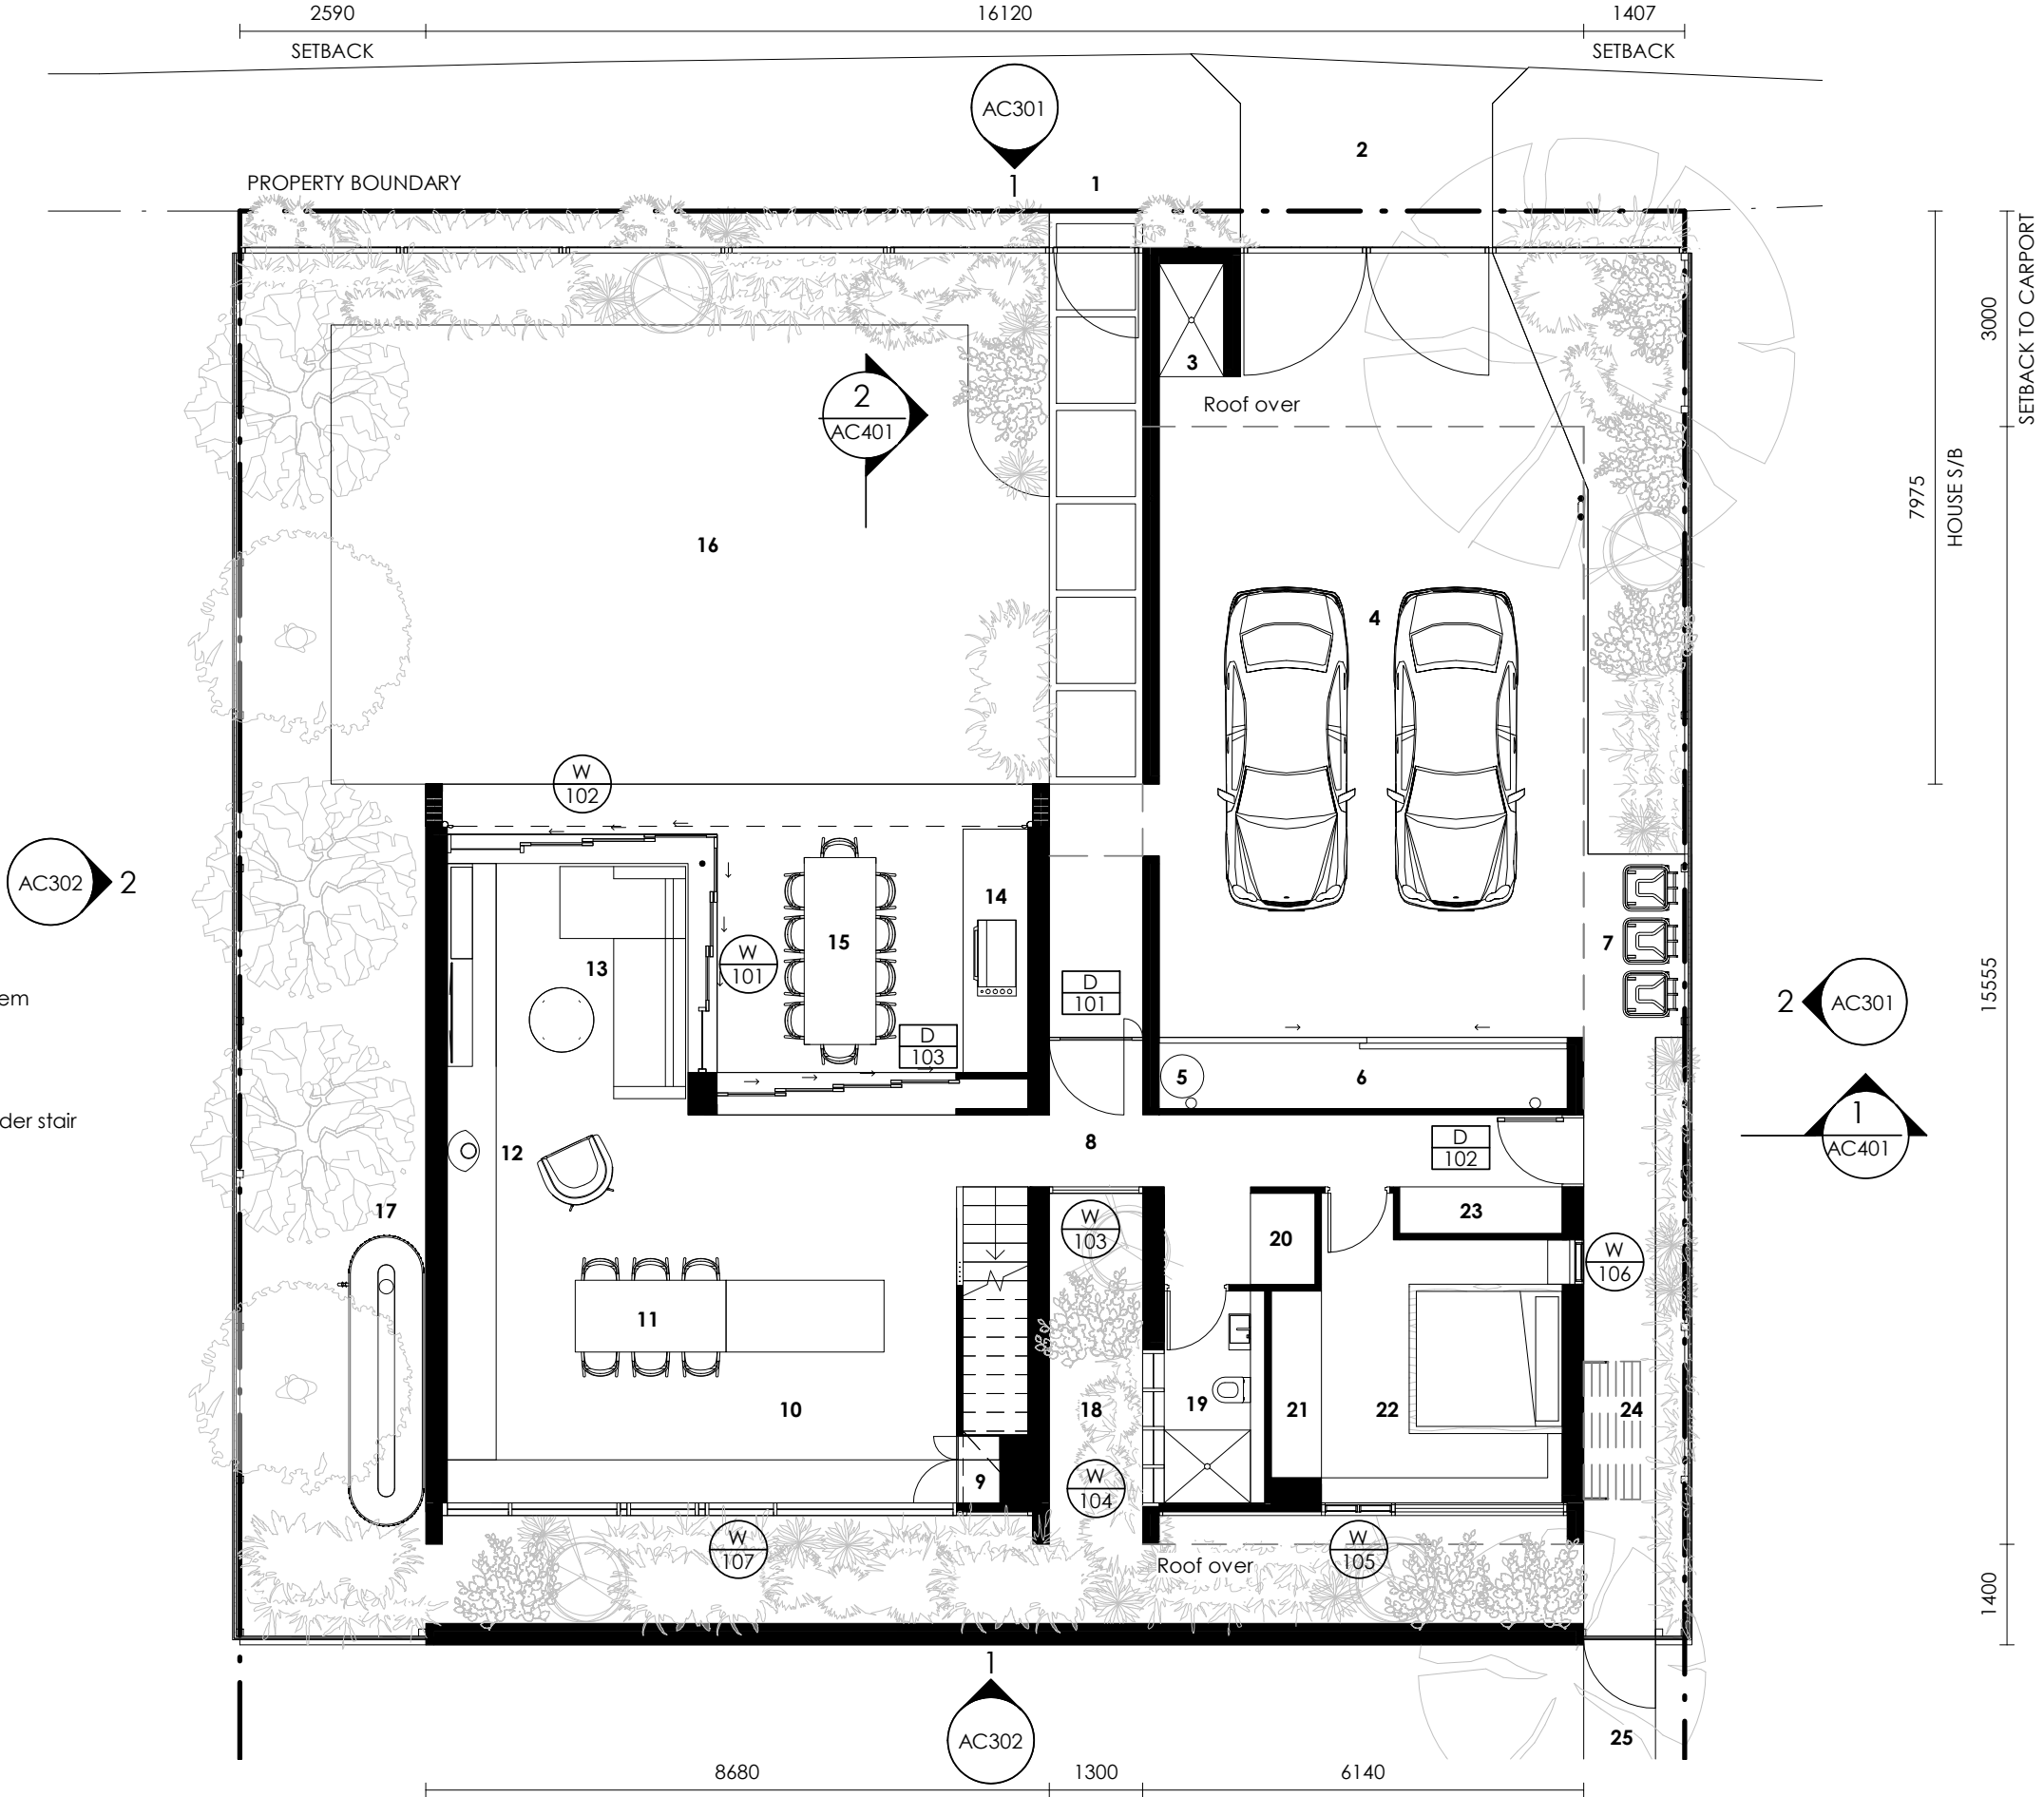 2590
16120
1407
SETBACK
SETBACK
AC301
1
PROPERTY BOUNDARY
1
2
3
Roof over
3000
SETBACK TO CARPORT
7975
HOUSE S/B
2
AC401
16
4
W
102
AC302
2
14
15
13
W
101
D
103
D
101
7
2
AC301
15555
em
5
6
der stair
12
8
D
102
1
AC401
17
W
103
20
23
W
106
11
10
18
19
21
22
24
9
W
104
W
107
Roof over
W
105
1400
1
AC302
25
8680
1300
6140